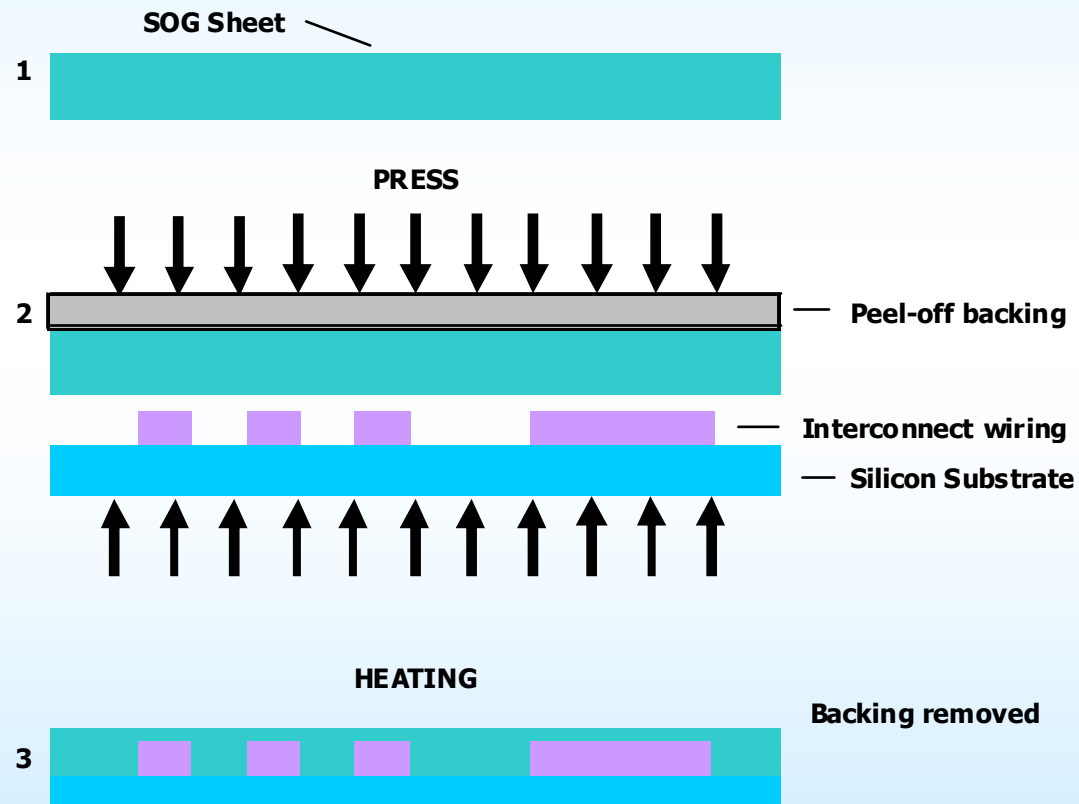 SOG Sheet
1
PRESS
2
Peel-off backing
Interconnect wiring
Silicon Substrate
HEATING
Backing removed
3